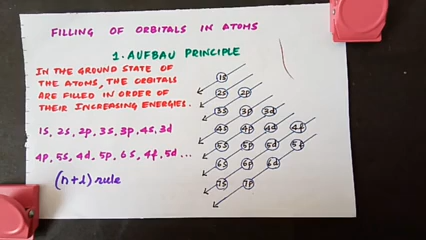 FILLING OF ORBITALS IN ATOMS
1. AUFBAU PRINCIPLE
IN THE GROUND STATE OF
THE ATOMS, THE ORBITALS
ARE FILLED IN ORDER OF
THEIR INCREASING ENERGIES.
1S, 2S, 2P, 3S, 3P, 4S, 3d
4P, 5S, 4d, 5P, 6S, 4f, 5d ...
(n+l) rule
1S
2S 2P
3S 3P 3d
4S 4P 4d 4f
5S 5P 5d 5f
6S 6P 6d
7S 7P